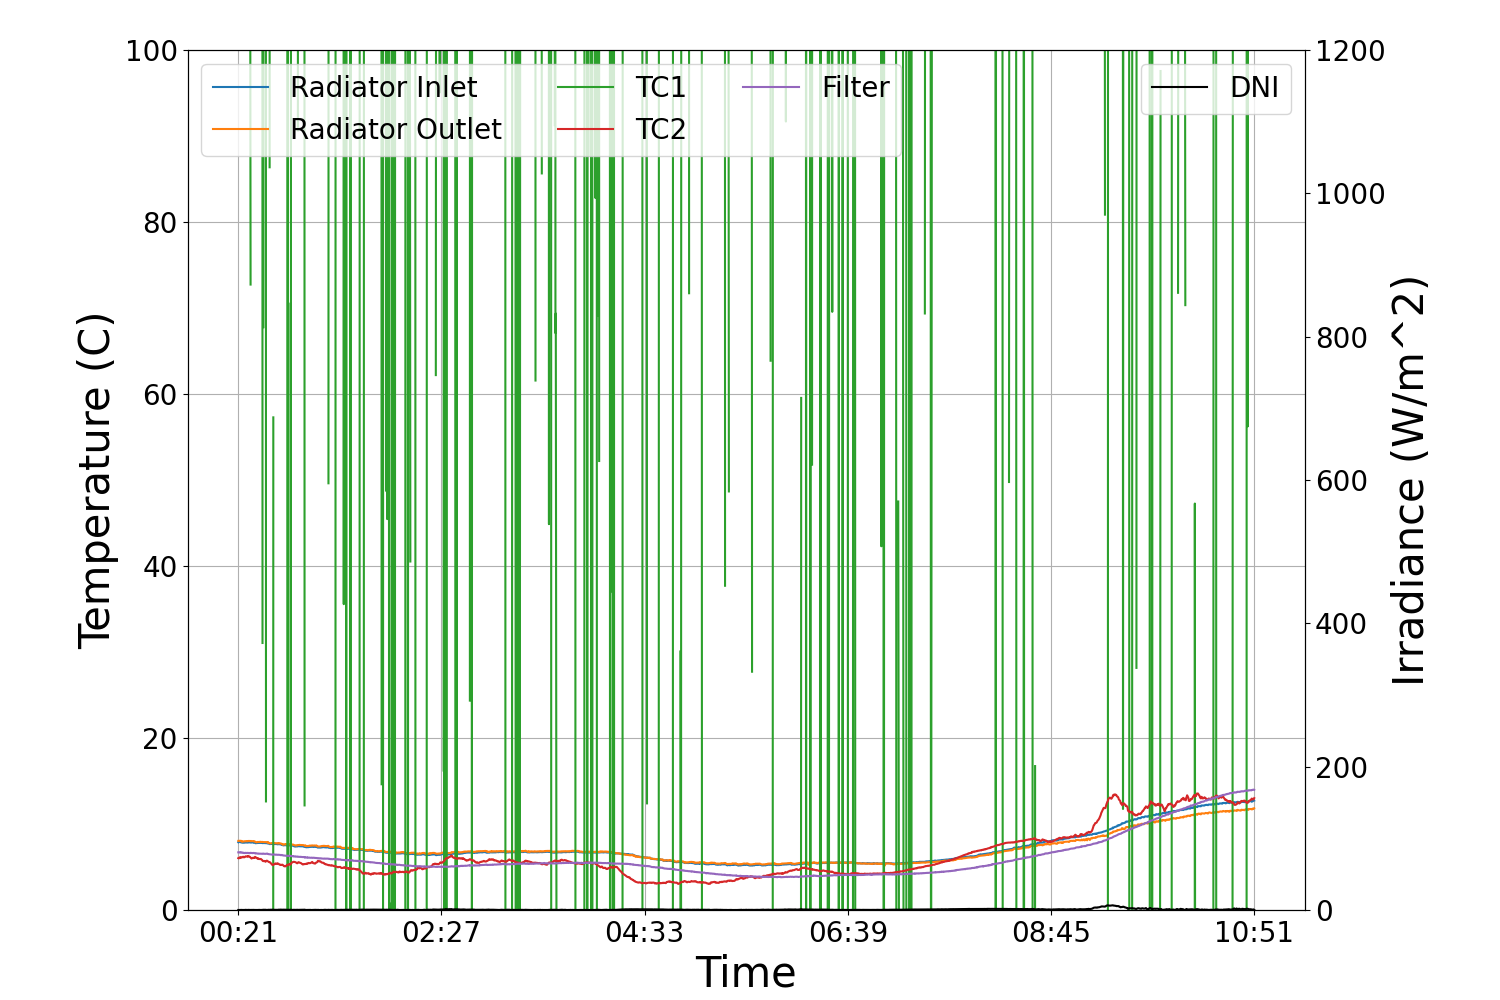 100
80
60
40
20
0
Temperature (C)
Radiator Inlet
Radiator Outlet
TC1
TC2
Filter
DNI
1200
1000
800
600
400
200
0
Irradiance (W/m^2)
00:21
02:27
04:33
06:39
08:45
10:51
Time